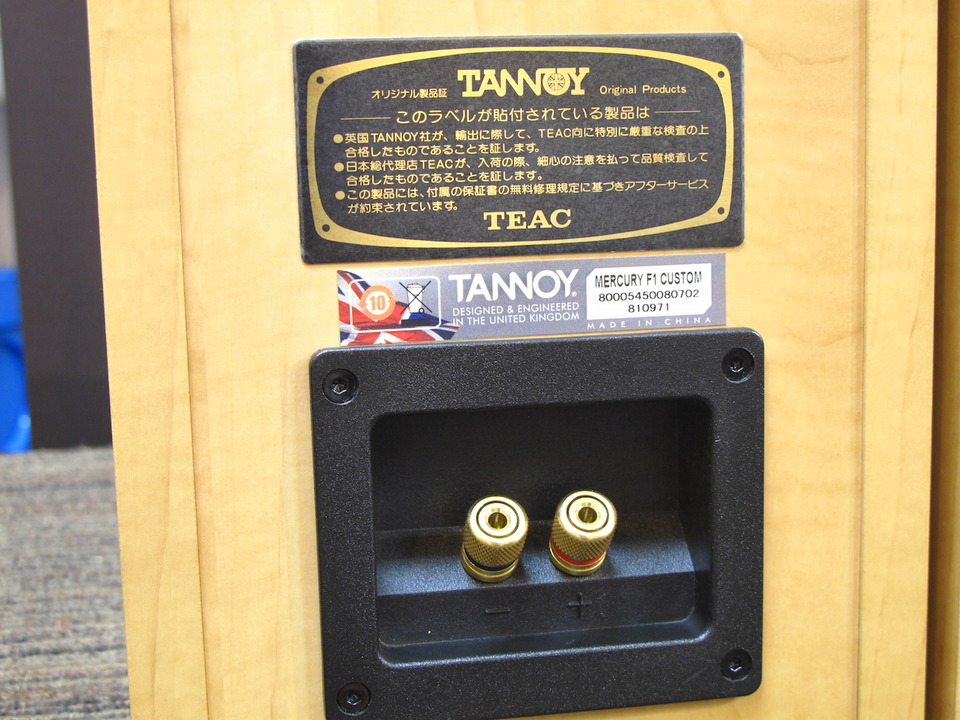 オリジナル製品証 TANNOY Original Products
このラベルが貼付されている製品は
●英国TANNOY社が、輸出に際して、TEAC向に特別に厳重な検査の上
合格したものであることを証します。
●日本総代理店TEACが、入荷の際、細心の注意を払って品質検査して
合格したものであることを証します。
●この製品には、付属の保証書の無料修理規定に基づきアフターサービス
が約束されています。
TEAC
10
TANNOY®
DESIGNED & ENGINEERED
IN THE UNITED KINGDOM
MERCURY F1 CUSTOM
80005450080702
810971
MADE IN CHINA
− +